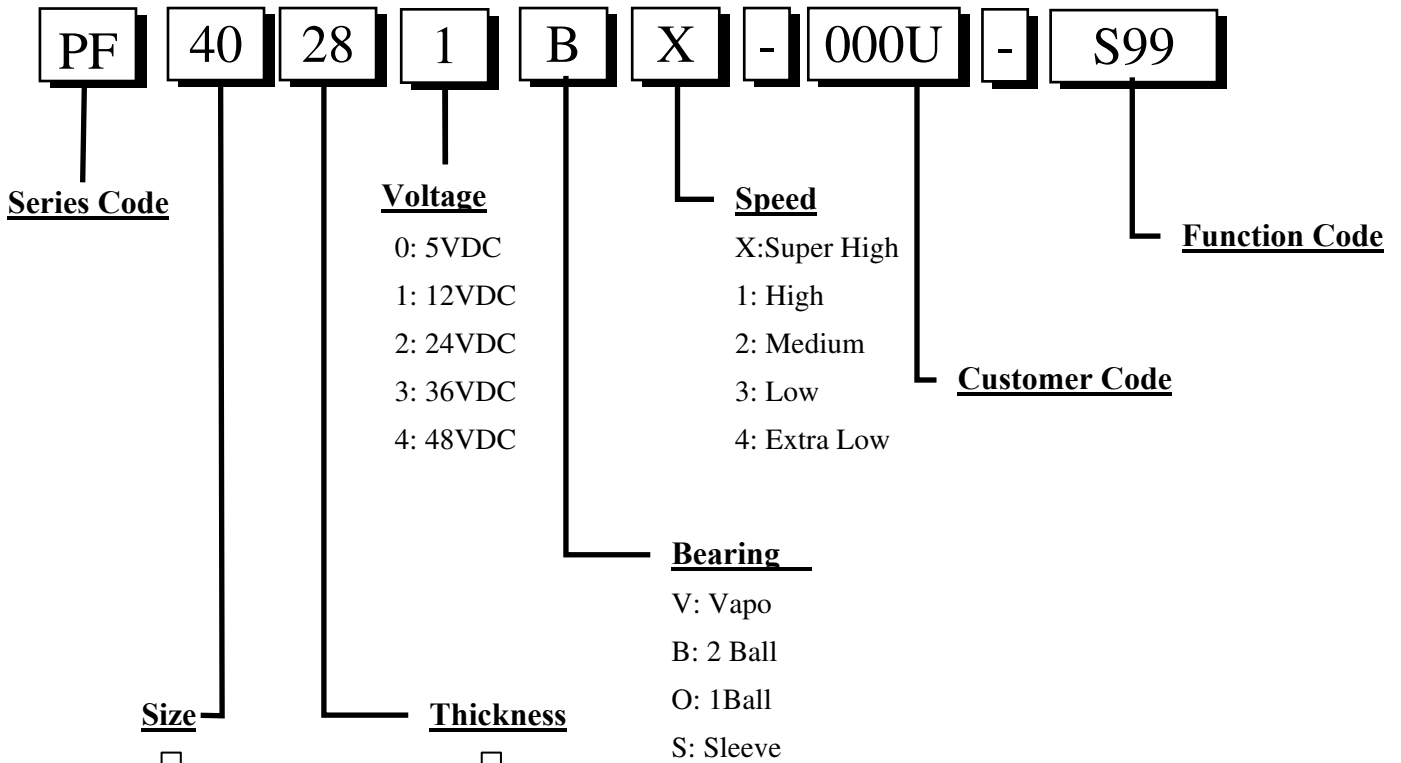 PF 40 28 1 B X - 000U - S99
Series Code
Voltage
0: 5VDC
1: 12VDC
2: 24VDC
3: 36VDC
4: 48VDC
Speed
X:Super High
1: High
2: Medium
3: Low
4: Extra Low
Function Code
Customer Code
Bearing
V: Vapo
B: 2 Ball
O: 1Ball
S: Sleeve
Size
Thickness